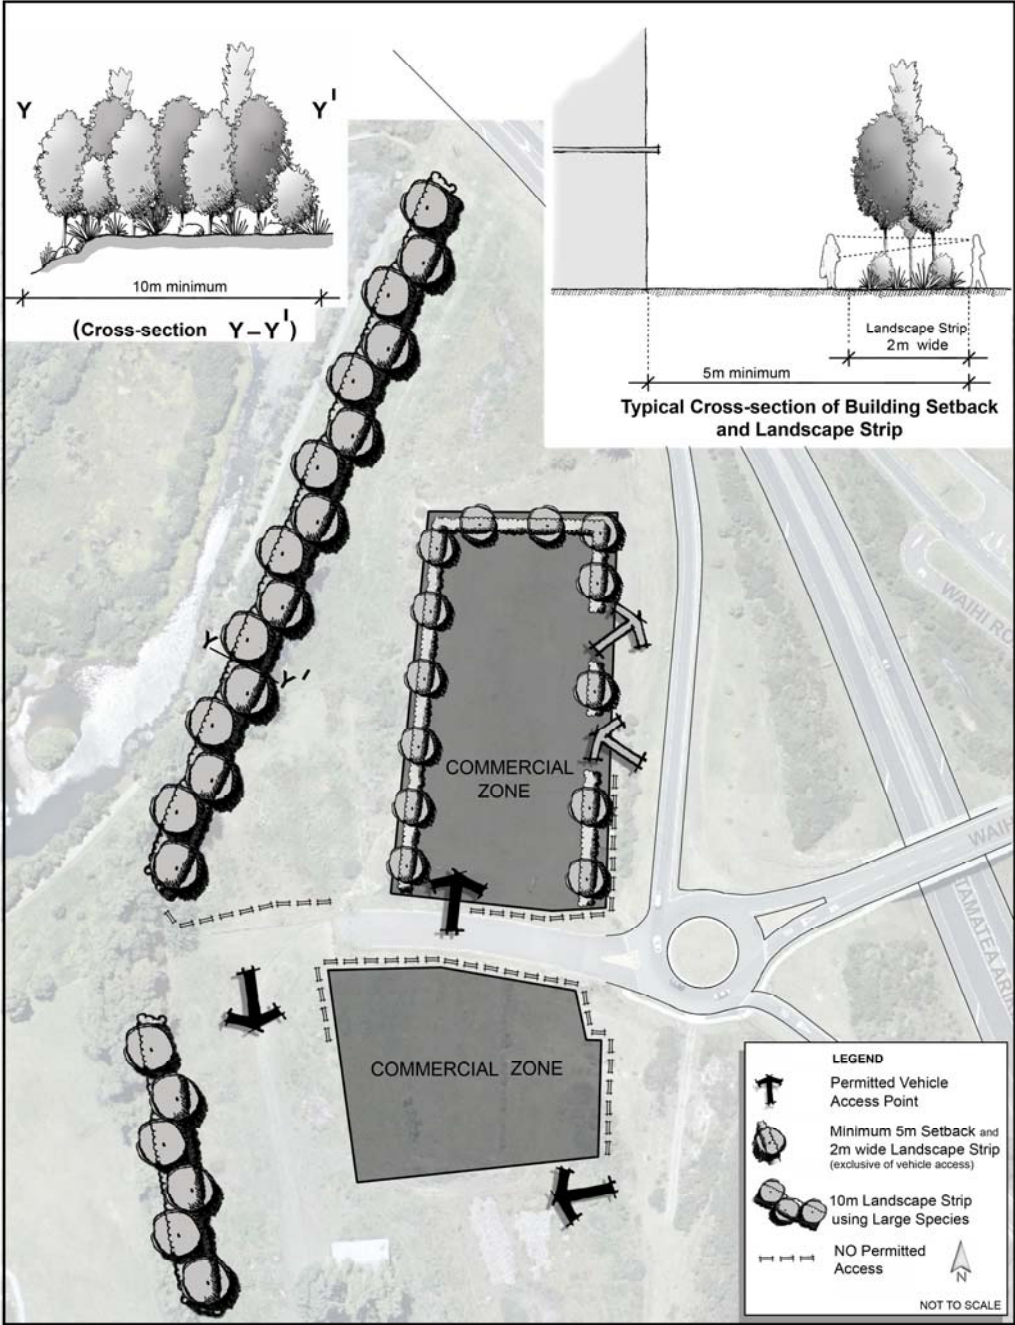 Y
Y'
10m minimum
(Cross-section Y – Y')
Landscape Strip
2m wide
5m minimum
Typical Cross-section of Building Setback
and Landscape Strip
WAIHI RO
COMMERCIAL
ZONE
Y
Y'
WAIH
TAMATEA ARIK
COMMERCIAL ZONE
LEGEND
Permitted Vehicle
Access Point
Minimum 5m Setback and
2m wide Landscape Strip
(exclusive of vehicle access)
10m Landscape Strip
using Large Species
NO Permitted
Access
N
NOT TO SCALE